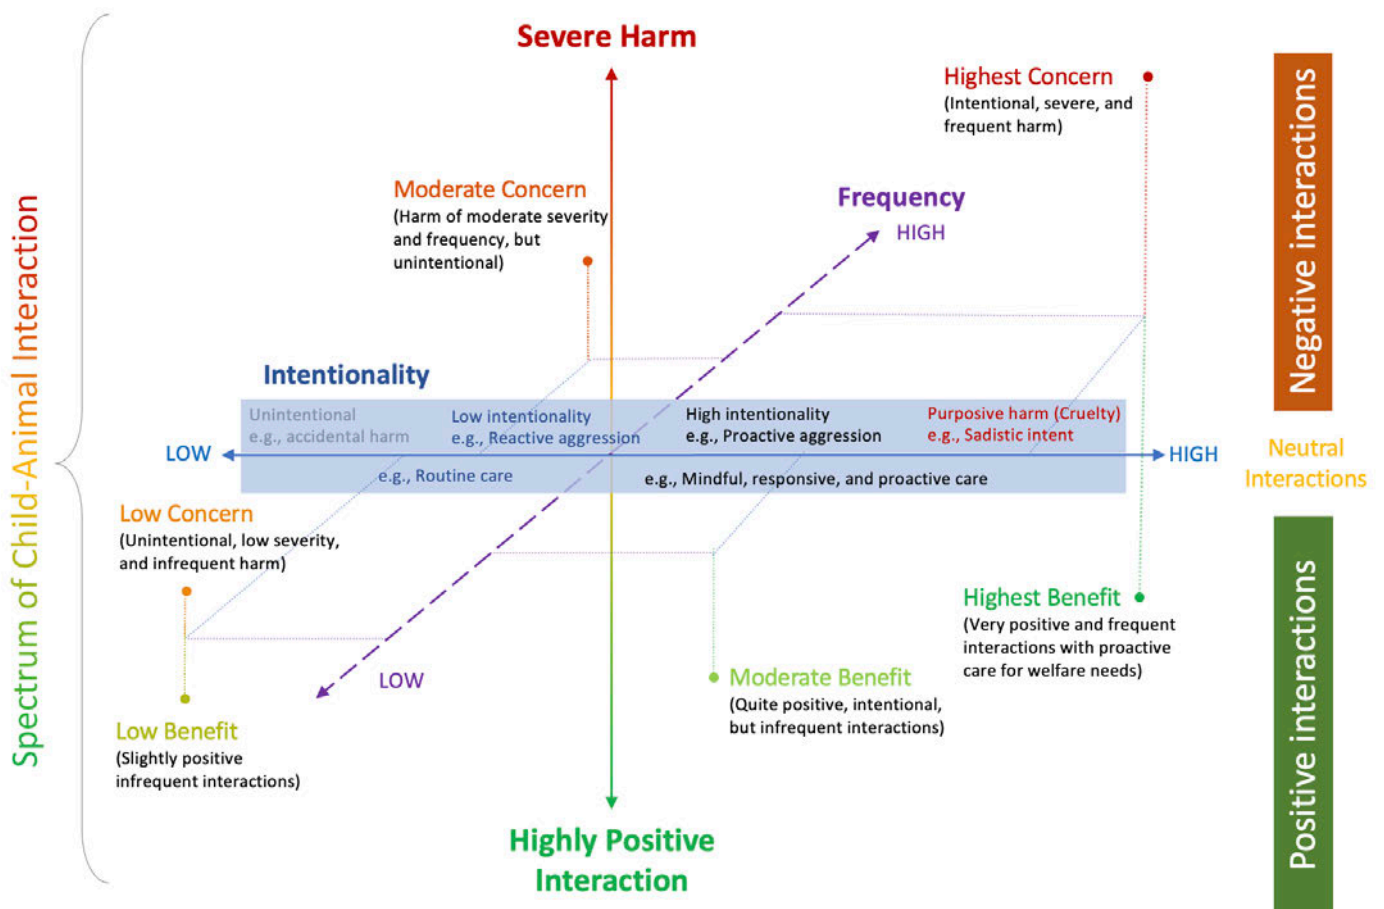 Spectrum of Child-Animal Interaction
Severe Harm
Highest Concern
(Intentional, severe, and
frequent harm)
Negative interactions
Moderate Concern
(Harm of moderate severity
and frequency, but
unintentional)
Frequency
HIGH
Intentionality
Unintentional
e.g., accidental harm
Low intentionality
e.g., Reactive aggression
High intentionality
e.g., Proactive aggression
Purposive harm (Cruelty)
e.g., Sadistic intent
LOW
HIGH
Neutral
Interactions
e.g., Routine care
e.g., Mindful, responsive, and proactive care
Low Concern
(Unintentional, low severity,
and infrequent harm)
Highest Benefit
(Very positive and frequent
interactions with proactive
care for welfare needs)
Positive interactions
LOW
Moderate Benefit
(Quite positive, intentional,
but infrequent interactions)
Low Benefit
(Slightly positive
infrequent interactions)
Highly Positive
Interaction